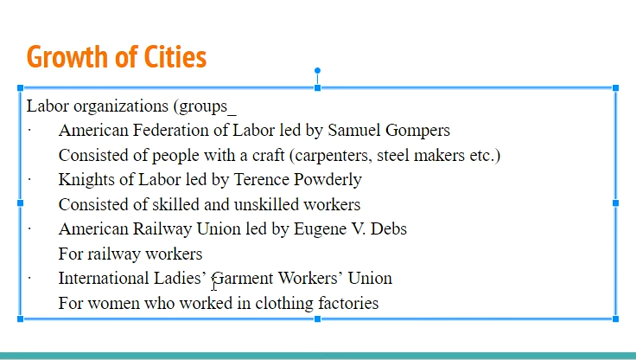 Growth of Cities
Labor organizations (groups_
· American Federation of Labor led by Samuel Gompers
Consisted of people with a craft (carpenters, steel makers etc.)
· Knights of Labor led by Terence Powderly
Consisted of skilled and unskilled workers
· American Railway Union led by Eugene V. Debs
For railway workers
· International Ladies’ Garment Workers’ Union
For women who worked in clothing factories